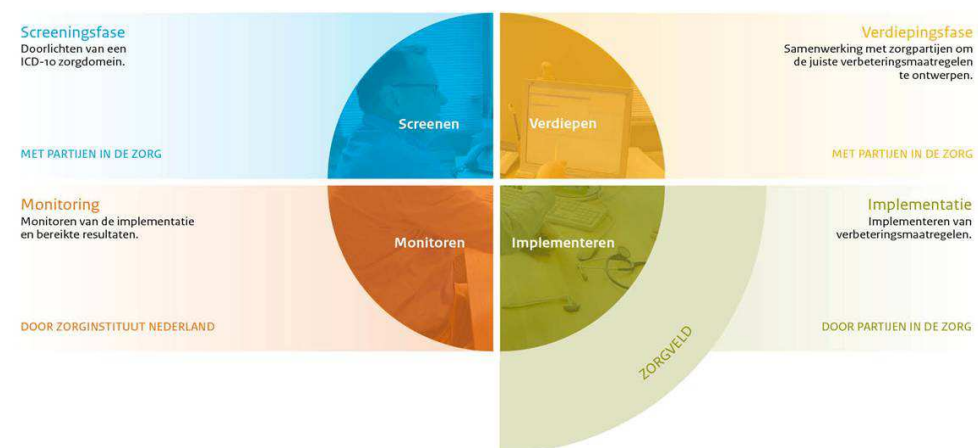 Screeningsfase
Doorlichten van een
ICD-10 zorgdomein.
MET PARTIJEN IN DE ZORG
Screenen
Verdiepen
Verdiepingsfase
Samenwerking met zorgpartijen om
de juiste verbeteringsmaatregelen
te ontwerpen.
MET PARTIJEN IN DE ZORG
Monitoring
Monitoren van de implementatie
en bereikte resultaten.
DOOR ZORGINSTITUUT NEDERLAND
Monitoren
Implementeren
Implementatie
Implementeren van
verbeteringsmaatregelen.
DOOR PARTIJEN IN DE ZORG
ZORGVELD